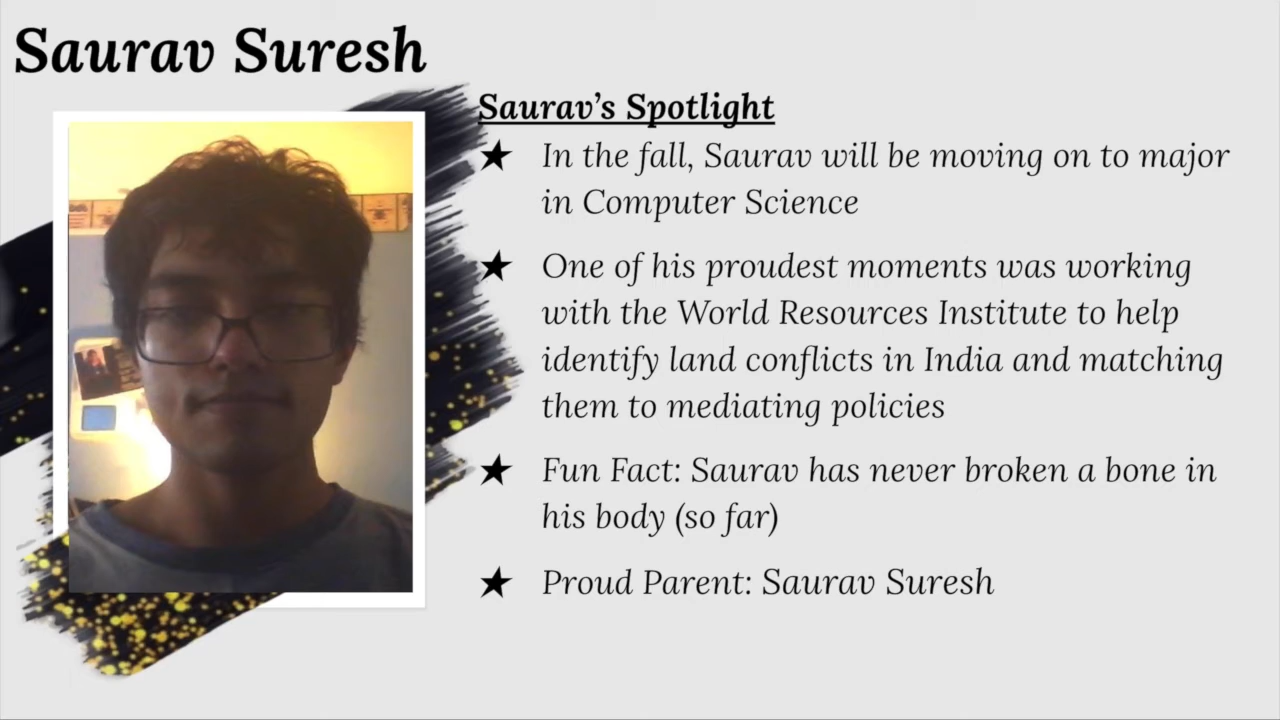 Saurav Suresh
Saurav's Spotlight
★ In the fall, Saurav will be moving on to major
in Computer Science
★ One of his proudest moments was working
with the World Resources Institute to help
identify land conflicts in India and matching
them to mediating policies
★ Fun Fact: Saurav has never broken a bone in
his body (so far)
★ Proud Parent: Saurav Suresh